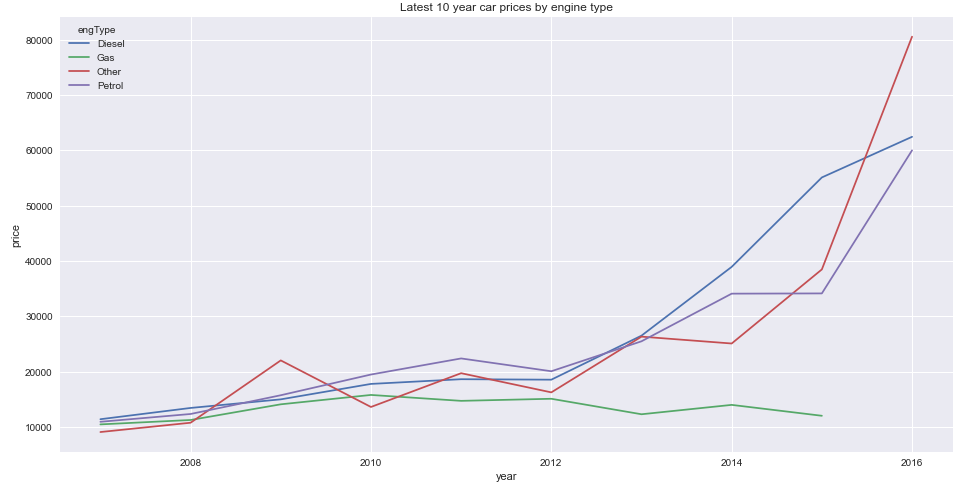 Latest 10 year car prices by engine type
engType
Diesel
Gas
Other
Petrol
80000
70000
60000
50000
40000
30000
20000
10000
price
2008 2010 2012 2014 2016
year